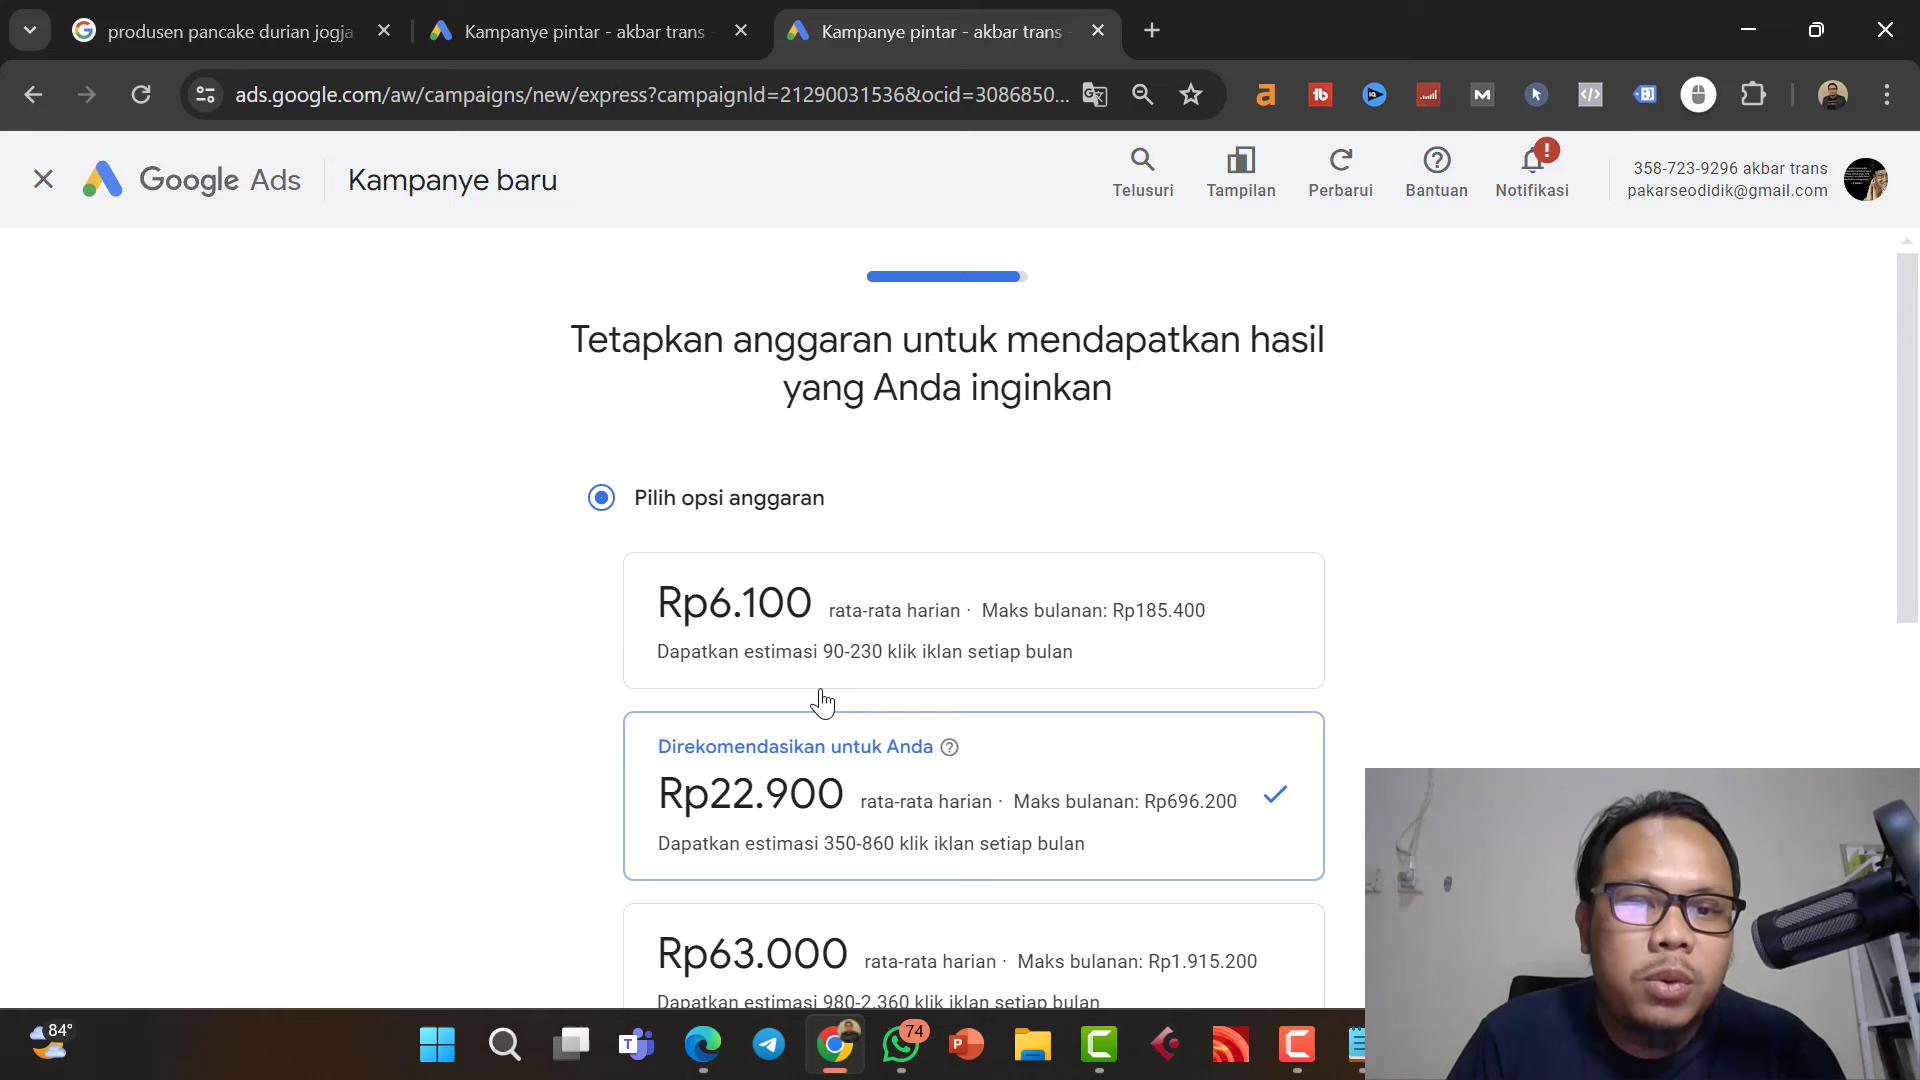 produsen pancake durian jogja
Kampanye pintar - akbar trans -
Kampanye pintar - akbar trans -
ads.google.com/aw/campaigns/new/express?campaignId=21290031536&ocid=3086850...
Google Ads
Kampanye baru
Telusuri
Tampilan
Perbarui
Bantuan
Notifikasi
358-723-9296 akbar trans
pakarseodidik@gmail.com
Tetapkan anggaran untuk mendapatkan hasil
yang Anda inginkan
Pilih opsi anggaran
Rp6.100 rata-rata harian · Maks bulanan: Rp185.400
Dapatkan estimasi 90-230 klik iklan setiap bulan
Direkomendasikan untuk Anda
Rp22.900 rata-rata harian · Maks bulanan: Rp696.200
Dapatkan estimasi 350-860 klik iklan setiap bulan
Rp63.000 rata-rata harian · Maks bulanan: Rp1.915.200
Dapatkan estimasi 980-2.360 klik iklan setiap bulan
84°
74